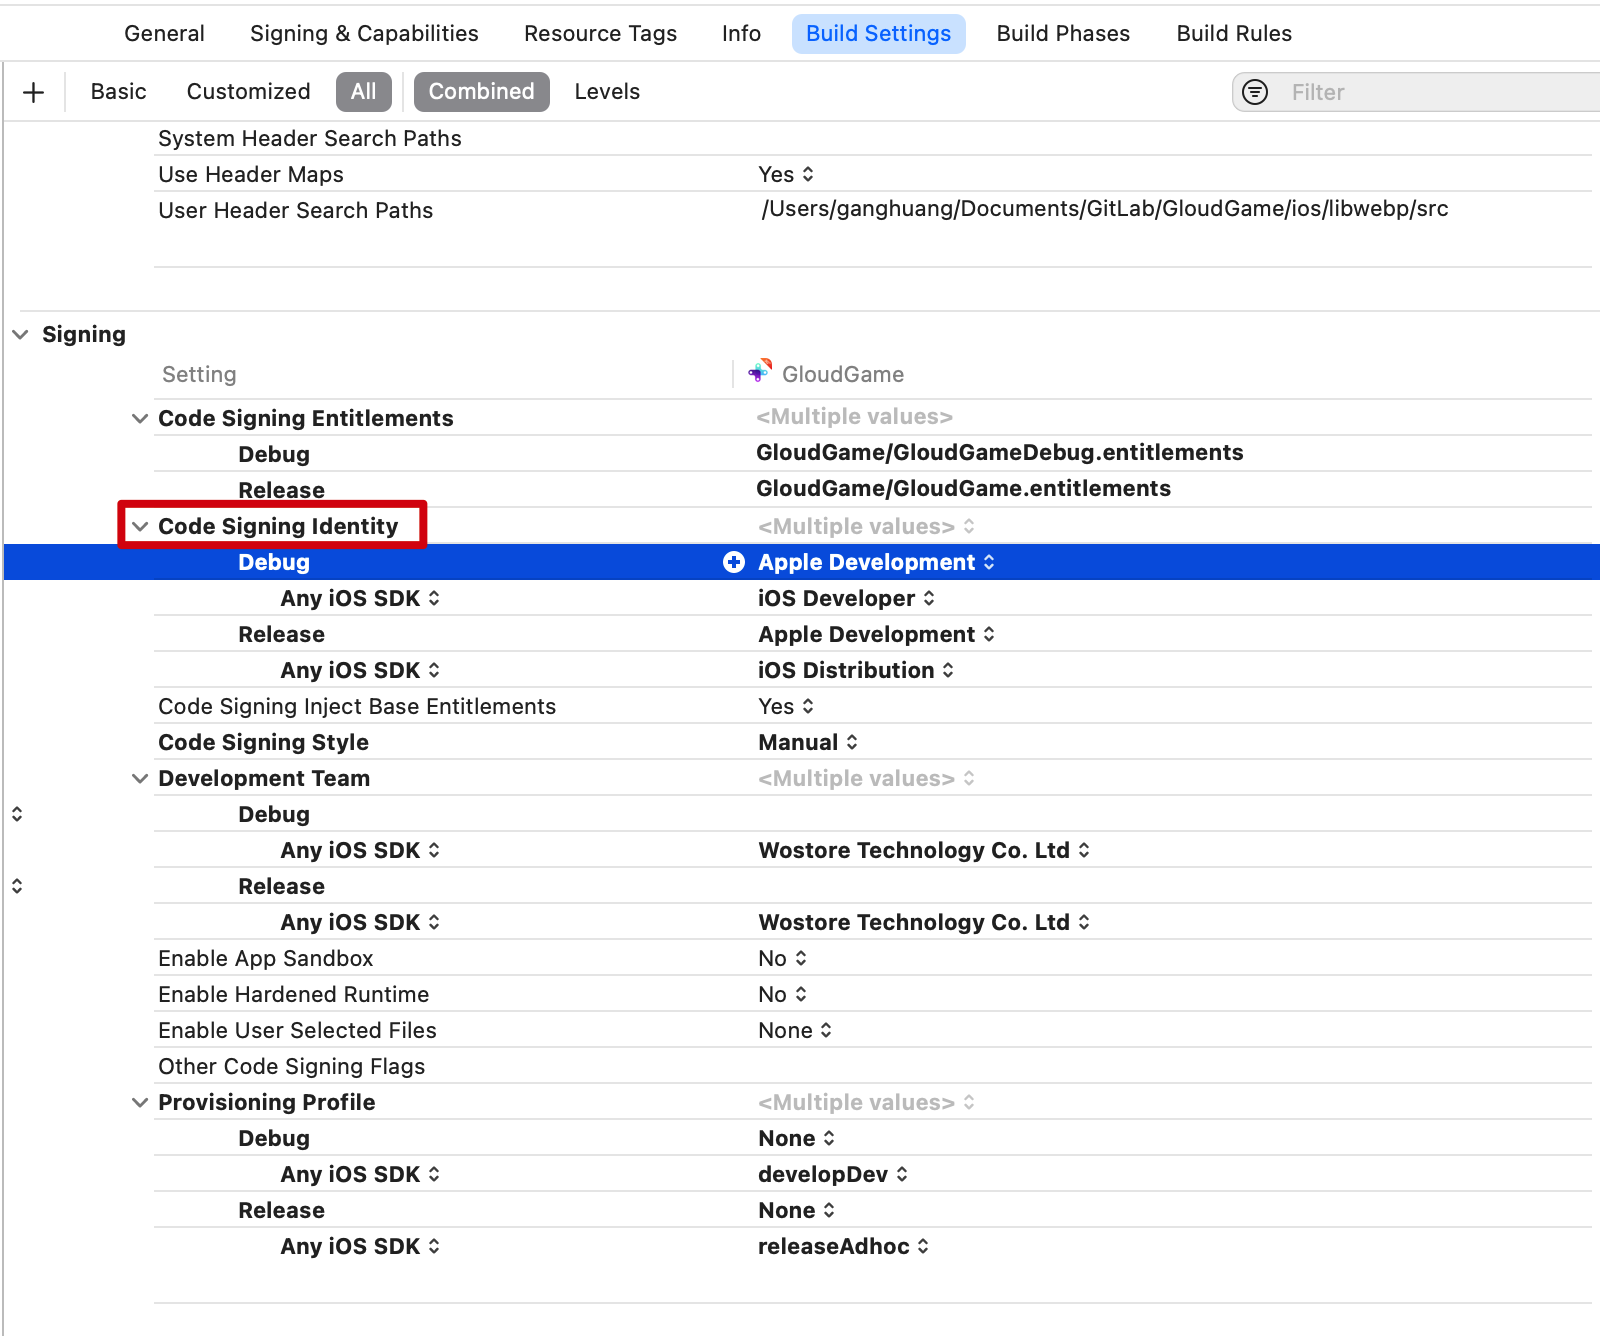 General Signing & Capabilities Resource Tags Info Build Settings Build Phases Build Rules
Basic Customized All Combined Levels Filter
System Header Search Paths
Use Header Maps Yes
User Header Search Paths /Users/ganghuang/Documents/GitLab/GloudGame/ios/libwebp/src
Signing
Setting GloudGame
Code Signing Entitlements <Multiple values>
Debug GloudGame/GloudGameDebug.entitlements
Release GloudGame/GloudGame.entitlements
Code Signing Identity <Multiple values>
Debug Apple Development
Any iOS SDK iOS Developer
Release Apple Development
Any iOS SDK iOS Distribution
Code Signing Inject Base Entitlements Yes
Code Signing Style Manual
Development Team <Multiple values>
Debug
Any iOS SDK Wostore Technology Co. Ltd
Release
Any iOS SDK Wostore Technology Co. Ltd
Enable App Sandbox No
Enable Hardened Runtime No
Enable User Selected Files None
Other Code Signing Flags
Provisioning Profile <Multiple values>
Debug None
Any iOS SDK developDev
Release None
Any iOS SDK releaseAdhoc